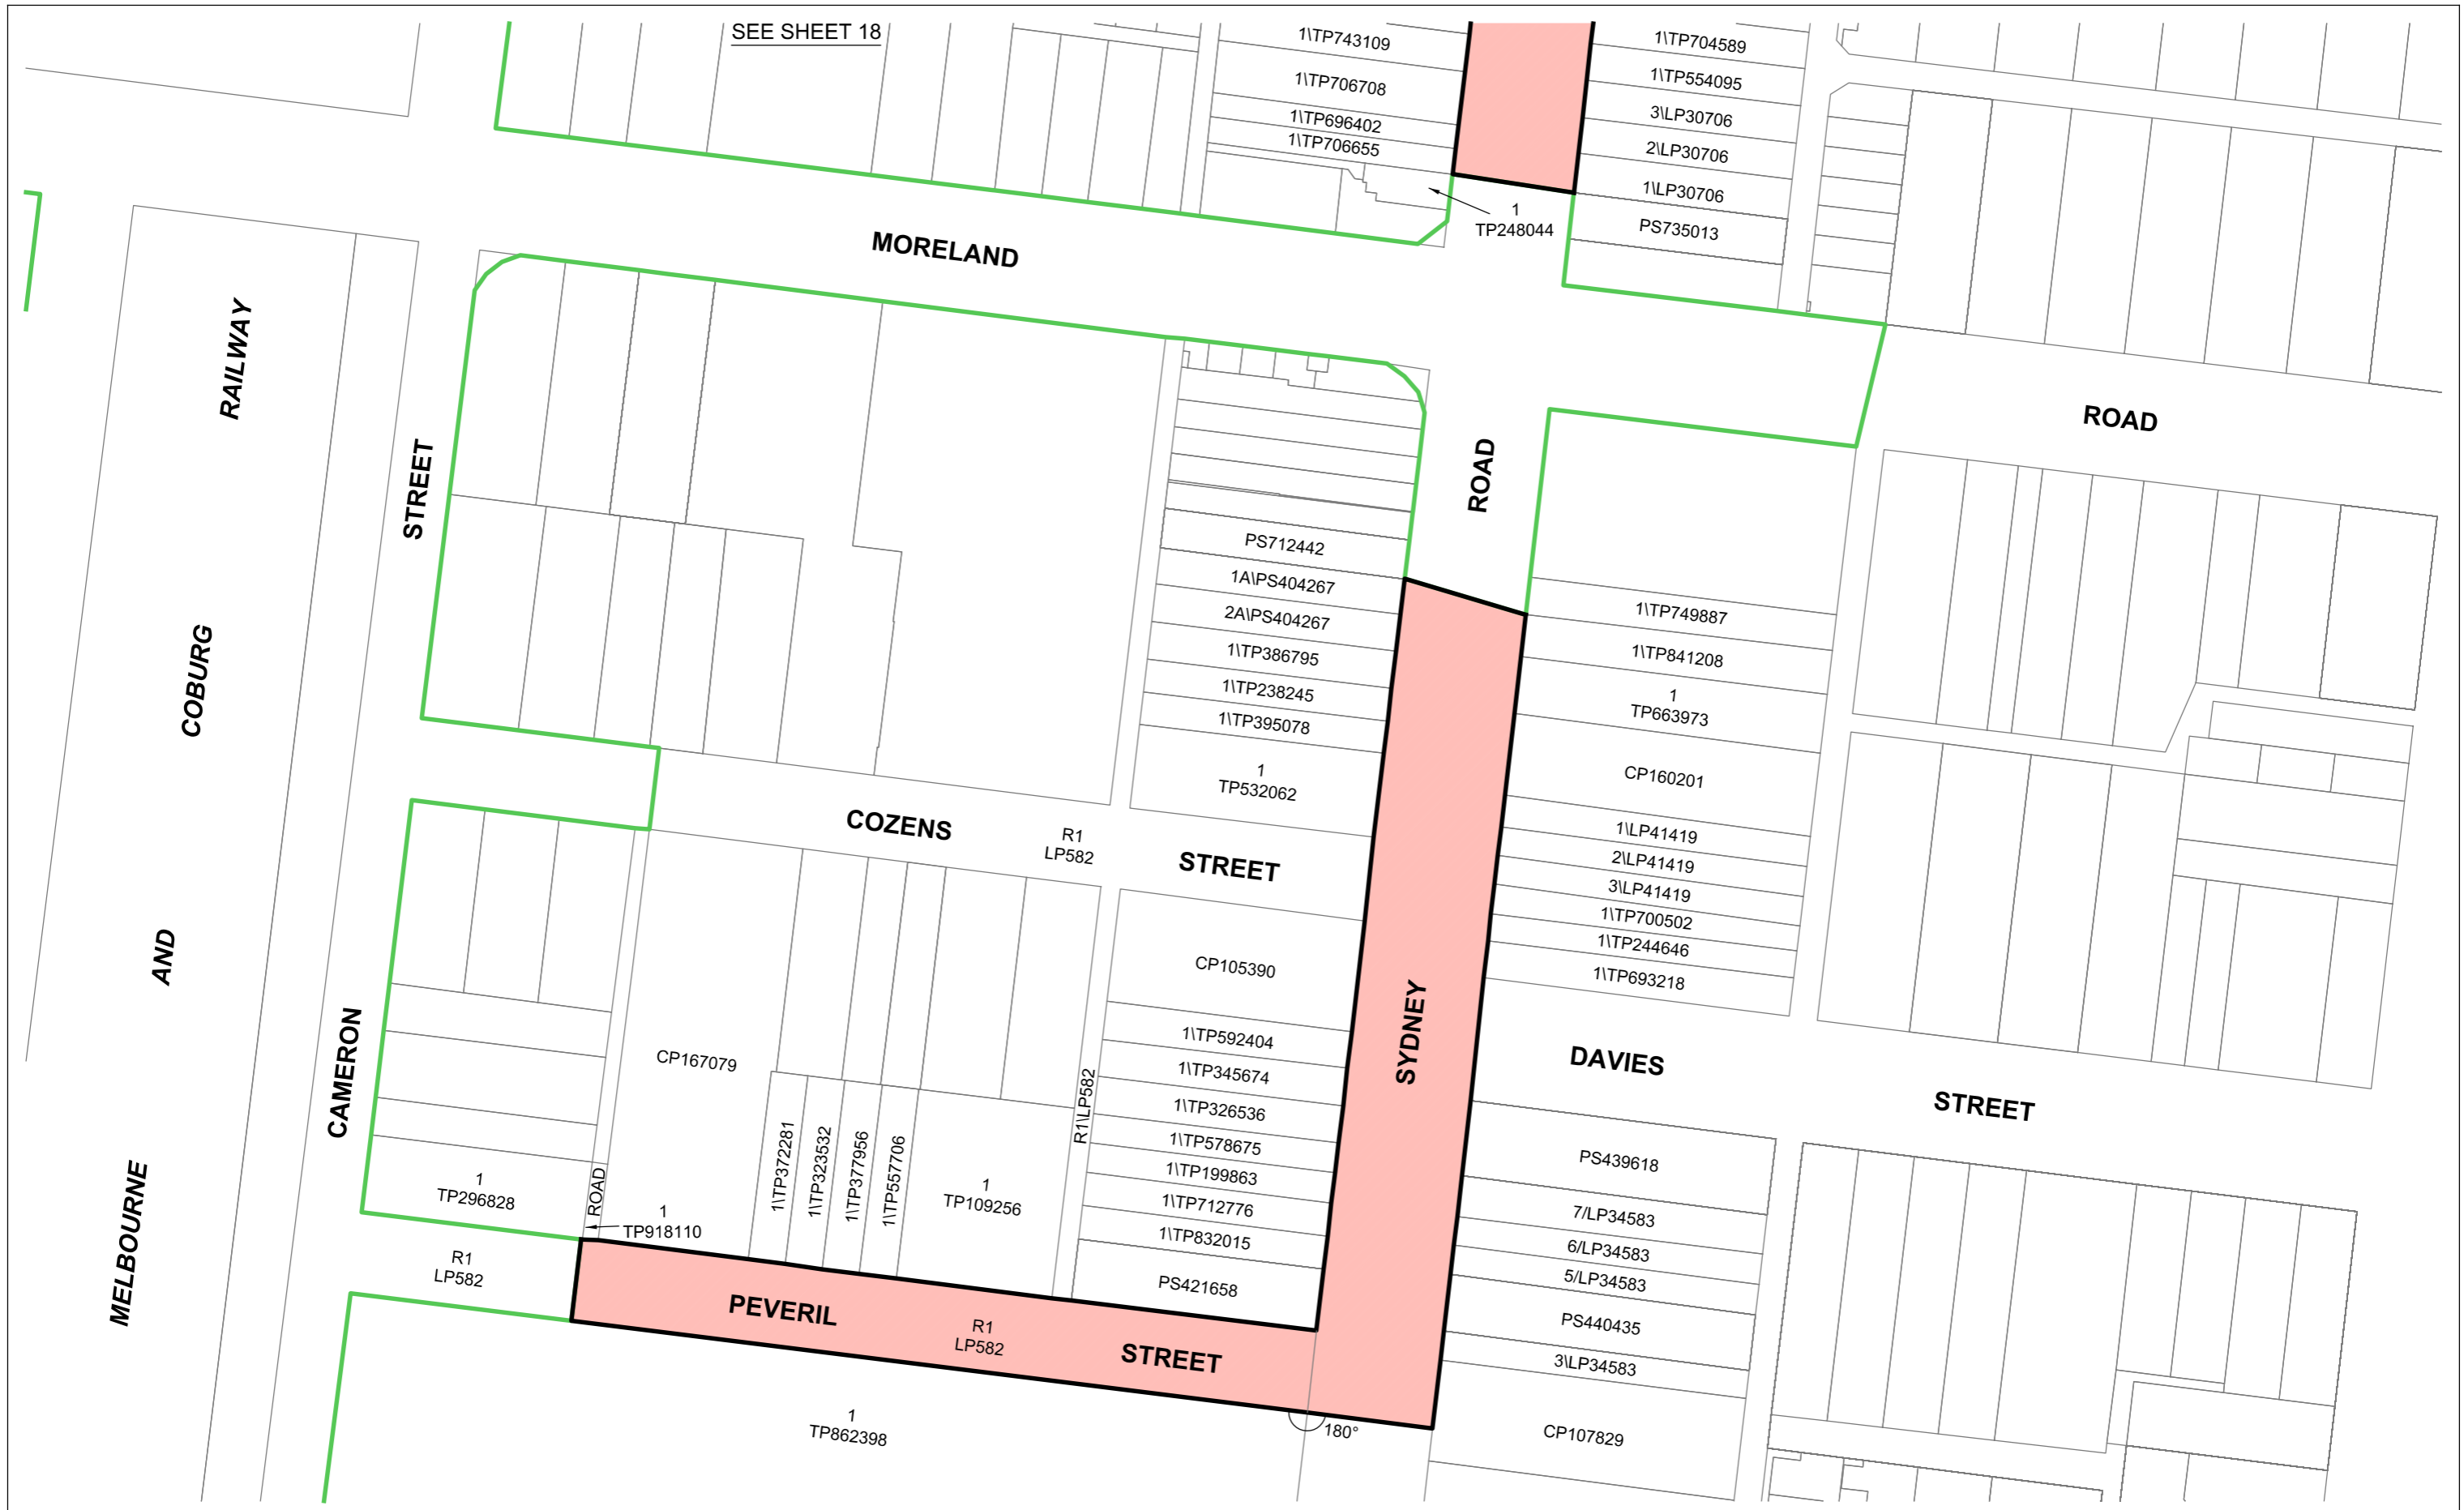 SEE SHEET 18
1\TP743109
1\TP706708
1\TP696402
1\TP706655
1
TP248044
1\TP704589
1\TP554095
3\LP30706
2\LP30706
1\LP30706
PS735013
MORELAND
ROAD
RAILWAY
COBURG
AND
MELBOURNE
STREET
CAMERON
ROAD
SYDNEY
PS712442
1A\PS404267
2A\PS404267
1\TP386795
1\TP238245
1\TP395078
1
TP532062
1\TP749887
1\TP841208
1
TP663973
CP160201
1\LP41419
2\LP41419
3\LP41419
1\TP700502
1\TP244646
1\TP693218
COZENS
R1
LP582
STREET
CP105390
1\TP592404
1\TP345674
1\TP326536
1\TP578675
1\TP199863
1\TP712776
1\TP832015
PS421658
DAVIES
STREET
PS439618
7/LP34583
6/LP34583
5/LP34583
PS440435
3\LP34583
CP107829
CP167079
R1\LP582
1\TP372281
1\TP323532
1\TP377956
1\TP557706
1
TP109256
1
TP296828
ROAD
1
TP918110
R1
LP582
PEVERIL
R1
LP582
STREET
1
TP862398
180°